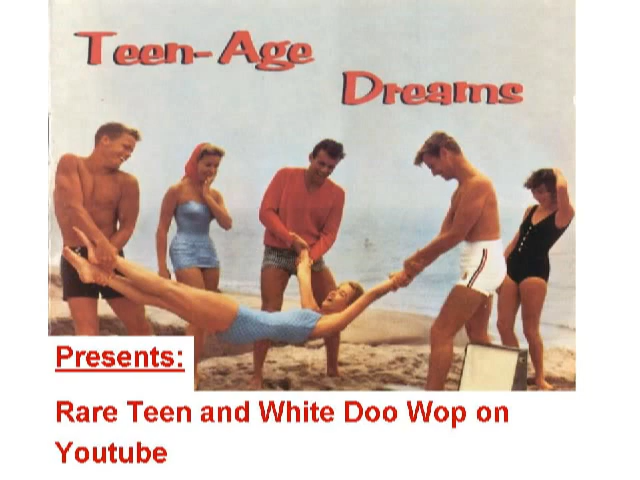 Teen-Age
Dreams
Presents:
Rare Teen and White Doo Wop on
Youtube